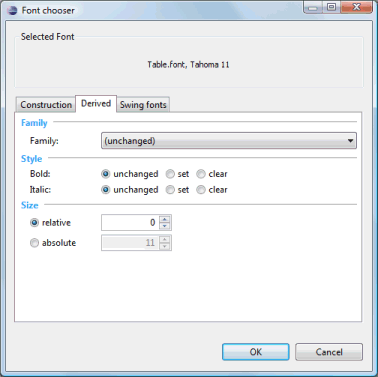 Font chooser
Selected Font
Table.font, Tahoma 11
Construction Derived Swing fonts
Family
Family: (unchanged)
Style
Bold: unchanged set clear
Italic: unchanged set clear
Size
relative 0
absolute 11
OK Cancel